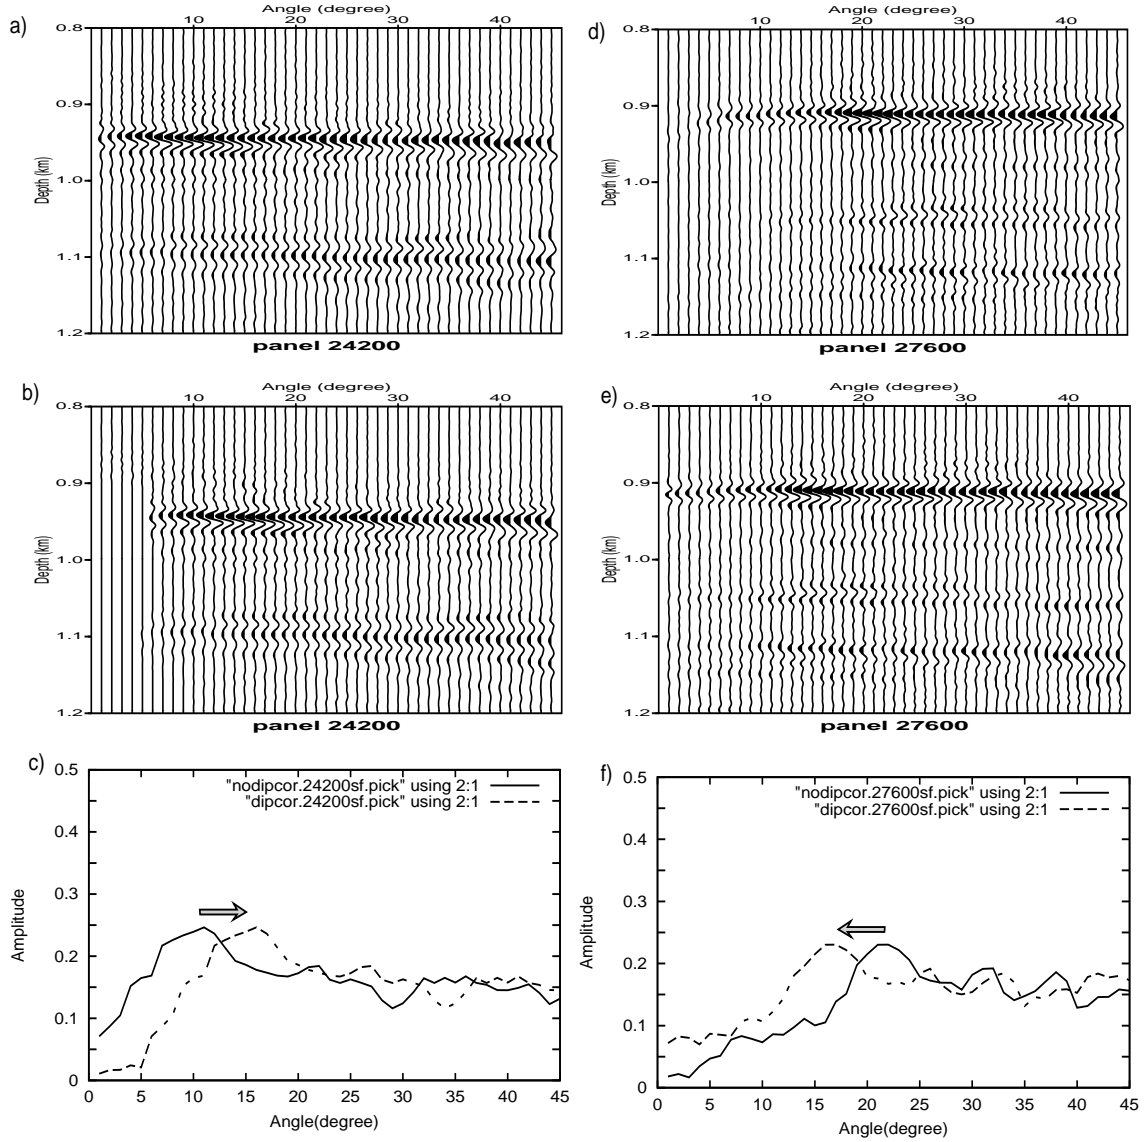 a)
Angle (degree)
10 20 30 40
0.8
0.9
1.0
1.1
1.2
Depth (km)
panel 24200
d)
Angle (degree)
10 20 30 40
0.8
0.9
1.0
1.1
1.2
Depth (km)
panel 27600
b)
Angle (degree)
10 20 30 40
0.8
0.9
1.0
1.1
1.2
Depth (km)
panel 24200
e)
Angle (degree)
10 20 30 40
0.8
0.9
1.0
1.1
1.2
Depth (km)
panel 27600
c)
0.5
0.4
0.3
0.2
0.1
0
Amplitude
"nodipcor.24200sf.pick" using 2:1
"dipcor.24200sf.pick" using 2:1
0 5 10 15 20 25 30 35 40 45
Angle(degree)
f)
0.5
0.4
0.3
0.2
0.1
0
Amplitude
"nodipcor.27600sf.pick" using 2:1
"dipcor.27600sf.pick" using 2:1
0 5 10 15 20 25 30 35 40 45
Angle(degree)